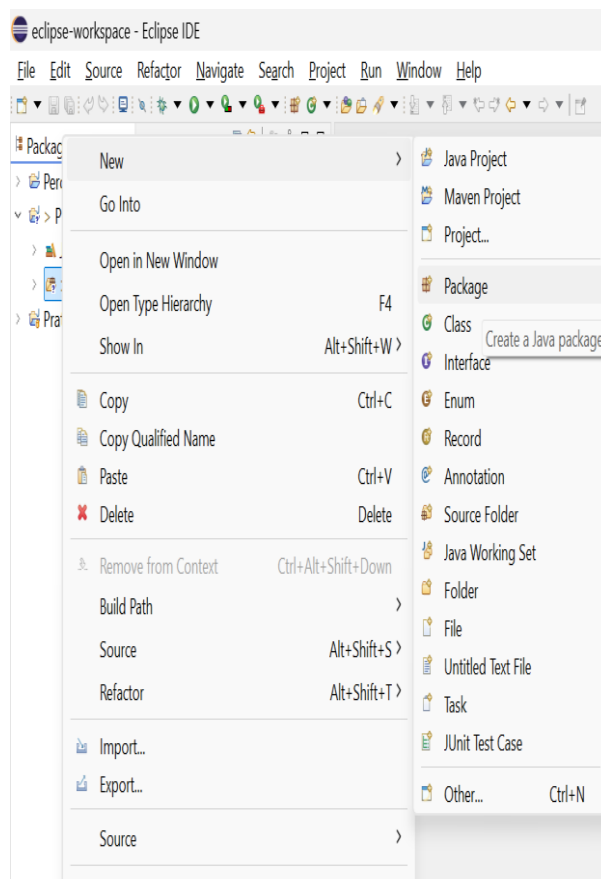 eclipse-workspace - Eclipse IDE
File Edit Source Refactor Navigate Search Project Run Window Help
Packag
Per
> P
J
Pra
New
Go Into
Open in New Window
Open Type Hierarchy F4
Show In Alt+Shift+W
Copy Ctrl+C
Copy Qualified Name
Paste Ctrl+V
Delete Delete
Remove from Context Ctrl+Alt+Shift+Down
Build Path
Source Alt+Shift+S
Refactor Alt+Shift+T
Import...
Export...
Source
Java Project
Maven Project
Project...
Package
Class
Create a Java package
Interface
Enum
Record
Annotation
Source Folder
Java Working Set
Folder
File
Untitled Text File
Task
JUnit Test Case
Other... Ctrl+N